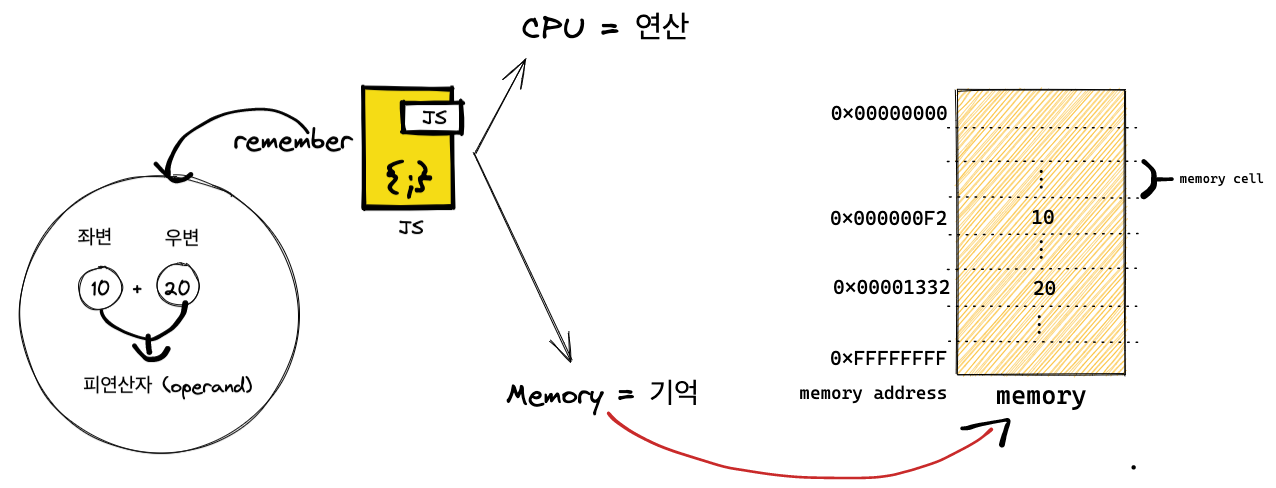 CPU = 연산
remember
JS
{;}
JS
좌변 우변
10 + 20
피연산자 (operand)
Memory = 기억
0×00000000
⋮
memory cell
0×000000F2 10
⋮
0×00001332 20
⋮
0×FFFFFFFF
memory address
memory